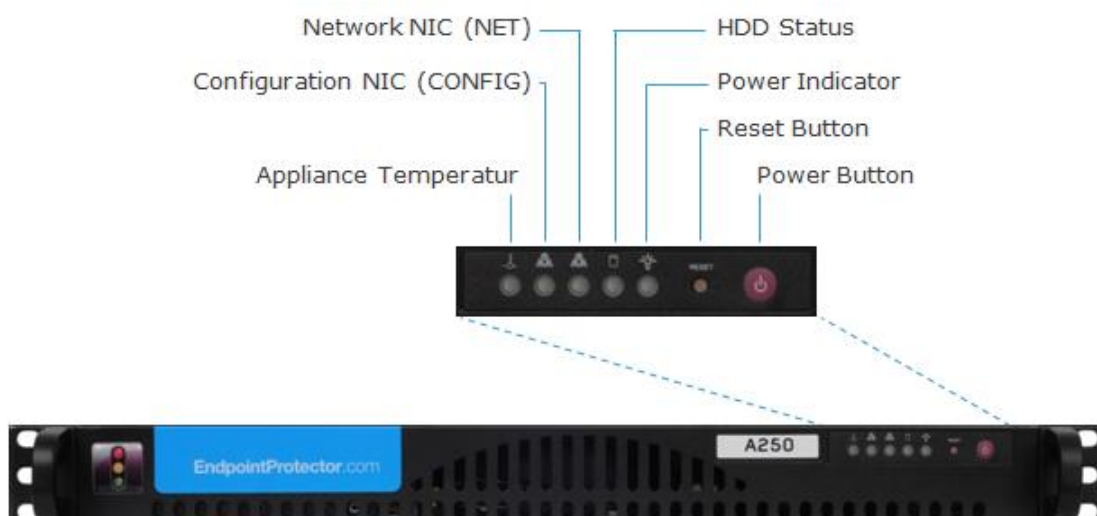 Network NIC (NET)
HDD Status
Configuration NIC (CONFIG)
Power Indicator
Reset Button
Appliance Temperatur
Power Button
RESET
A250
EndpointProtector.com